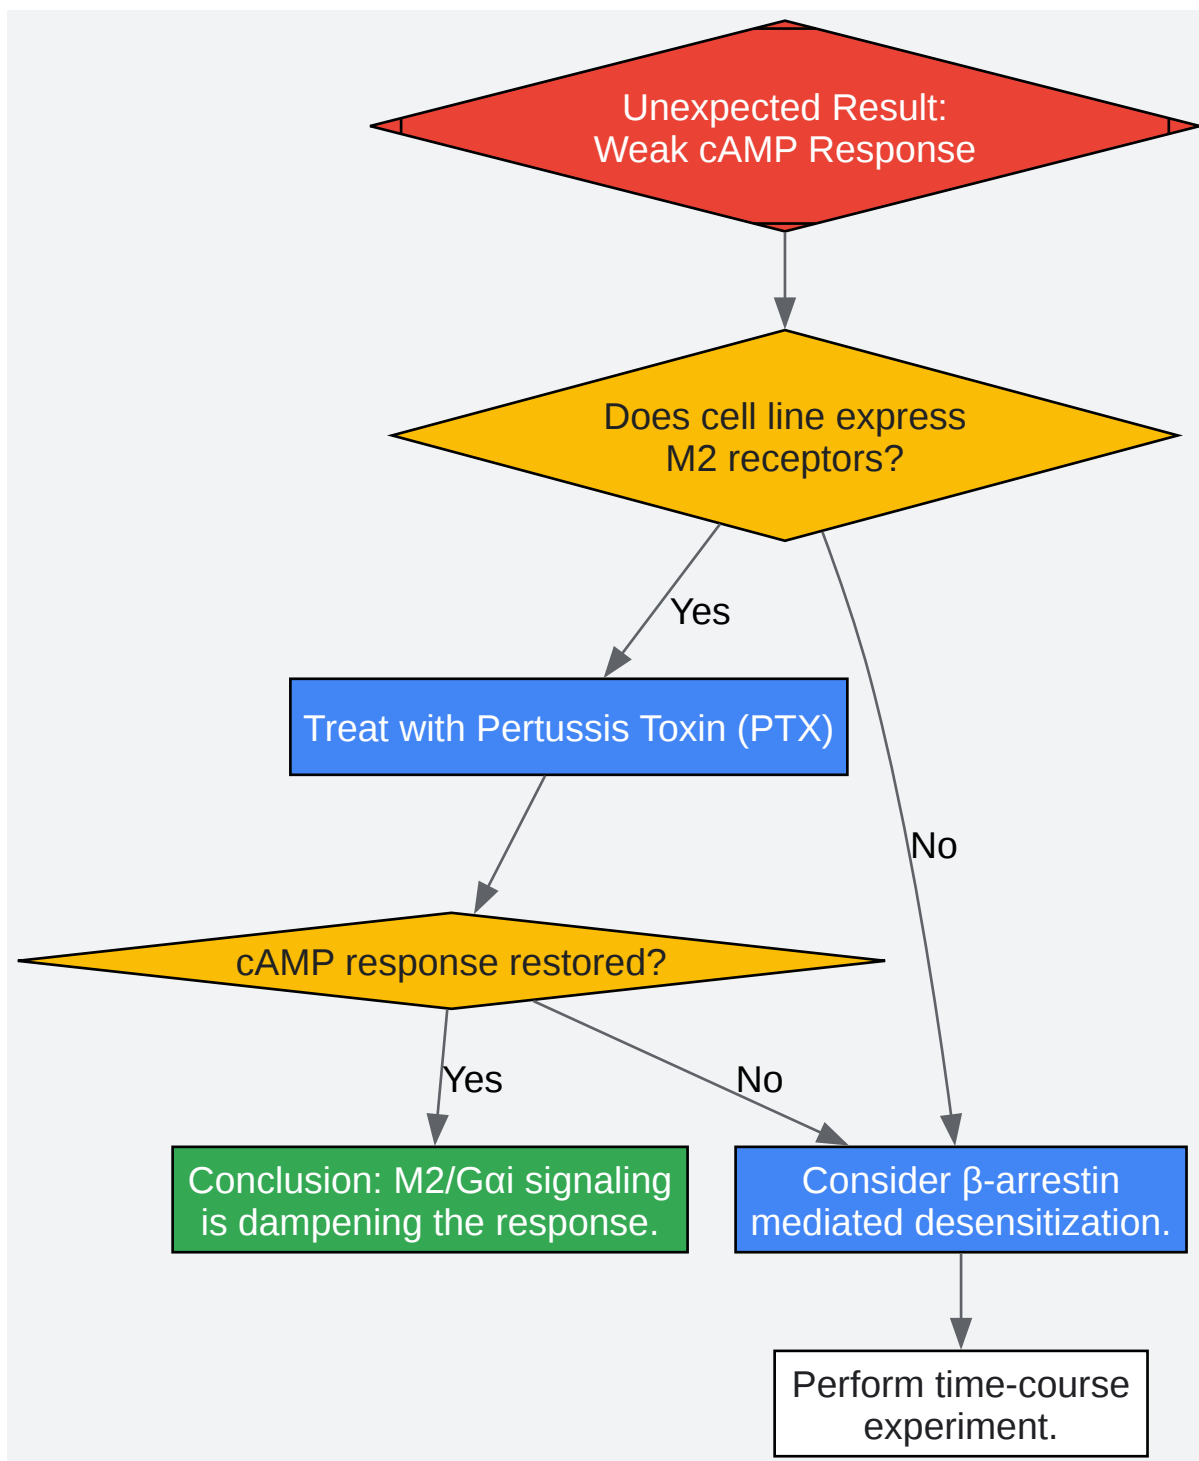 Unexpected Result:
Weak cAMP Response
Does cell line express
M2 receptors?
Yes
Treat with Pertussis Toxin (PTX)
No
cAMP response restored?
Yes
No
Conclusion: M2/Gαi signaling
is dampening the response.
Consider β-arrestin
mediated desensitization.
Perform time-course
experiment.